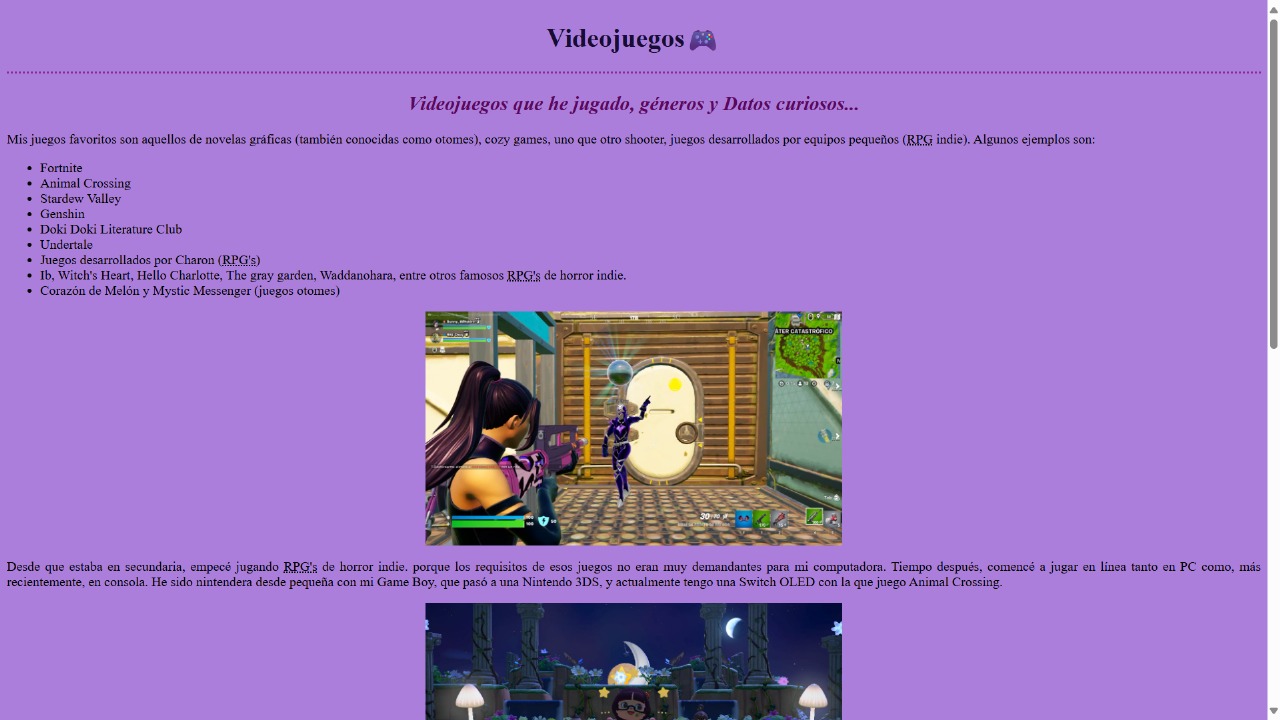 Videojuegos
Videojuegos que he jugado, géneros y Datos curiosos...
Mis juegos favoritos son aquellos de novelas gráficas (también conocidas como otomes), cozy games, uno que otro shooter, juegos desarrollados por equipos pequeños (RPG indie). Algunos ejemplos son:
Fortnite
Animal Crossing
Stardew Valley
Genshin
Doki Doki Literature Club
Undertale
Juegos desarrollados por Charon (RPG's)
Ib, Witch's Heart, Hello Charlotte, The gray garden, Waddanohara, entre otros famosos RPG's de horror indie.
Corazón de Melón y Mystic Messenger (juegos otomes)
ÁTER CATASTRÓFICO
30
100
50
100
Desde que estaba en secundaria, empecé jugando RPG's de horror indie. porque los requisitos de esos juegos no eran muy demandantes para mi computadora. Tiempo después, comencé a jugar en línea tanto en PC como, más
recientemente, en consola. He sido nintendera desde pequeña con mi Game Boy, que pasó a una Nintendo 3DS, y actualmente tengo una Switch OLED con la que juego Animal Crossing.